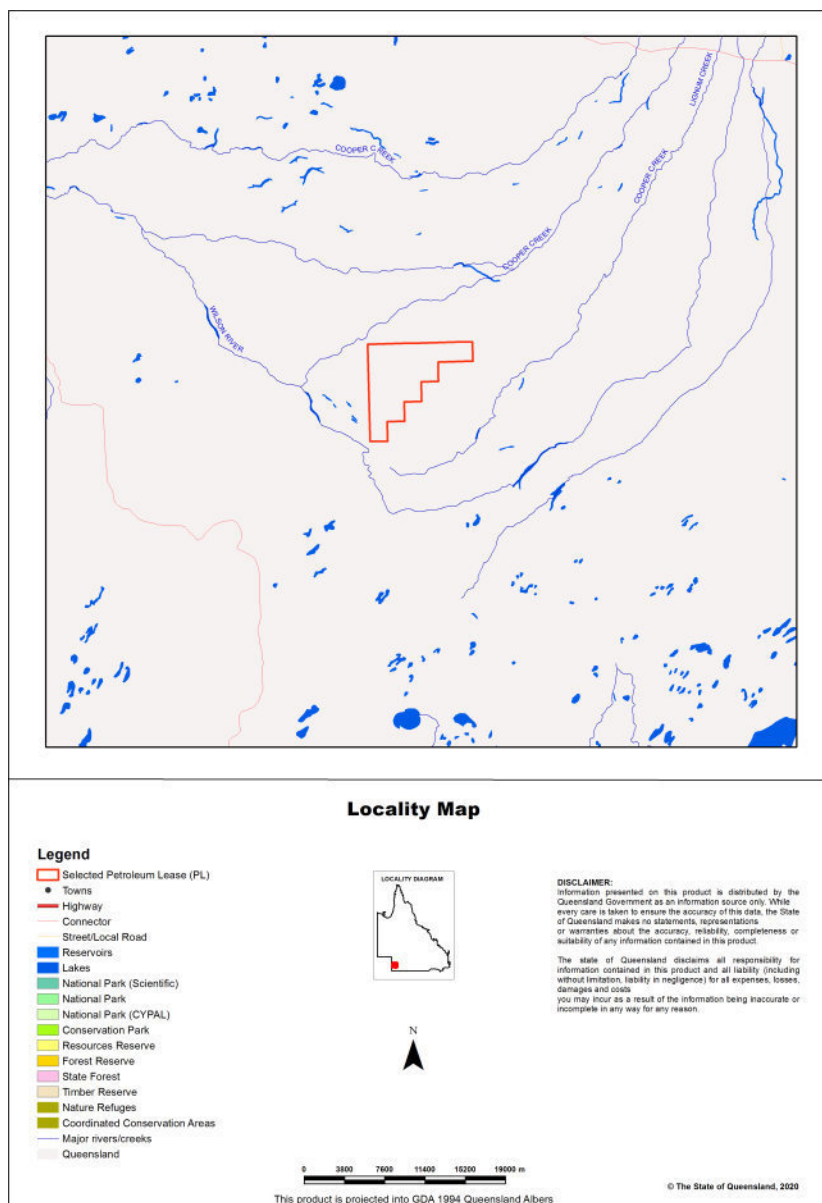 LIGNUM CREEK
COOPER CREEK
COOPER CREEK
COOPER CREEK
WILSON RIVER
Locality Map
Legend
Selected Petroleum Lease (PL)
Towns
Highway
Connector
Street/Local Road
Reservoirs
Lakes
National Park (Scientific)
National Park
National Park (CYPAL)
Conservation Park
Resources Reserve
Forest Reserve
State Forest
Timber Reserve
Nature Refuges
Coordinated Conservation Areas
Major rivers/creeks
Queensland
LOCALITY DIAGRAM
N
0 3800 7600 11400 15200 19000 m
This product is projected into GDA 1994 Queensland Albers
DISCLAIMER:
Information presented on this product is distributed by the
Queensland Government as an information source only. While
every care is taken to ensure the accuracy of this data, the State
of Queensland makes no statements, representations
or warranties about the accuracy, reliability, completeness or
suitability of any information contained in this product.
The state of Queensland disclaims all responsibility for
information contained in this product and all liability (including
without limitation, liability in negligence) for all expenses, losses,
damages and costs
you may incur as a result of the information being inaccurate or
incomplete in any way for any reason.
© The State of Queensland, 2020